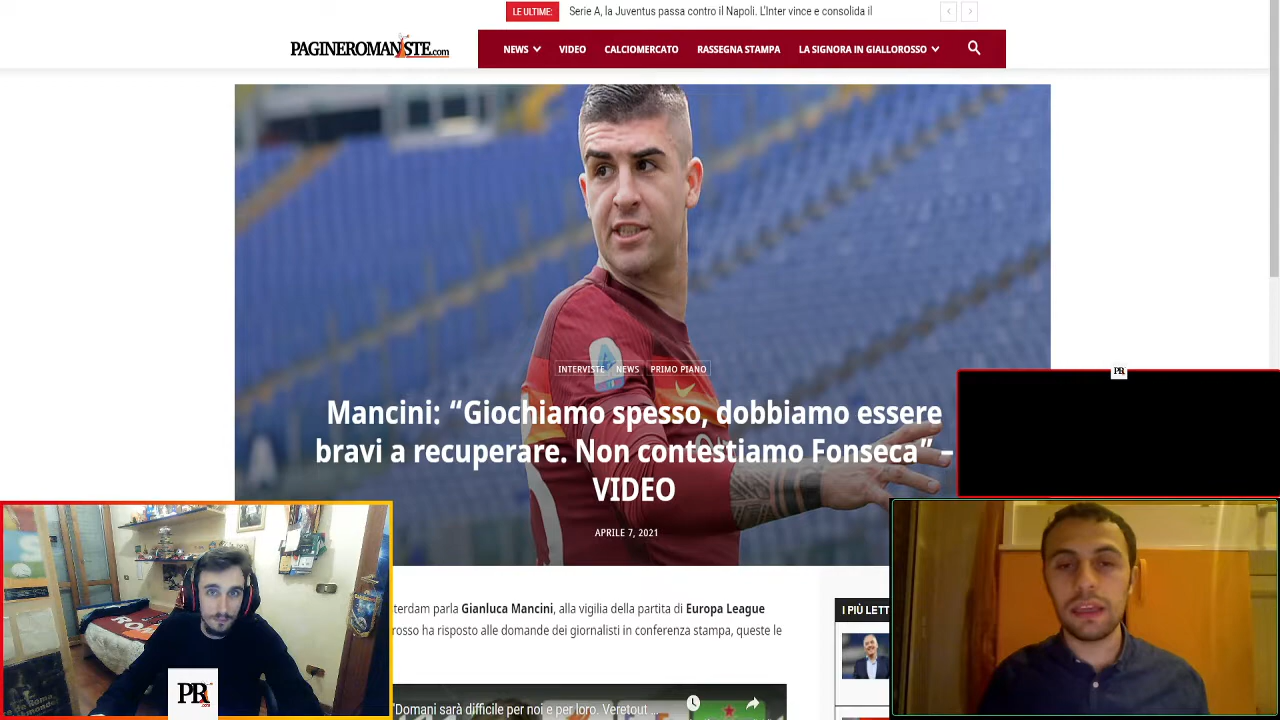 LE ULTIME: Serie A, la Juventus passa contro il Napoli. L'Inter vince e consolida il
PAGINEROMANISTE.com
NEWS VIDEO CALCIOMERCATO RASSEGNA STAMPA LA SIGNORA IN GIALLOROSSO
INTERVISTE NEWS PRIMO PIANO
Mancini: “Giochiamo spesso, dobbiamo essere
bravi a recuperare. Non contestiamo Fonseca” –
VIDEO
APRILE 7, 2021
PR
terdam parla Gianluca Mancini, alla vigilia della partita di Europa League
rosso ha risposto alle domande dei giornalisti in conferenza stampa, queste le
I PIÙ LETT
"Domani sarà difficile per noi e per loro. Veretout ...
PR
.com